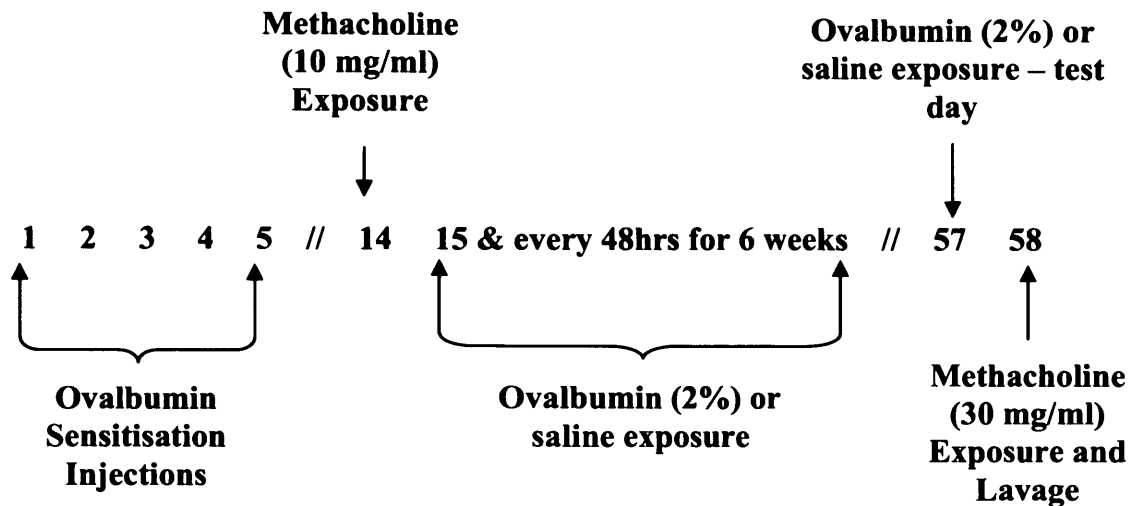 Methacholine
(10 mg/ml)
Exposure
Ovalbumin (2%) or
saline exposure – test
day
1 2 3 4 5 // 14 15 & every 48hrs for 6 weeks // 57 58
Ovalbumin
Sensitisation
Injections
Ovalbumin (2%) or
saline exposure
Methacholine
(30 mg/ml)
Exposure and
Lavage